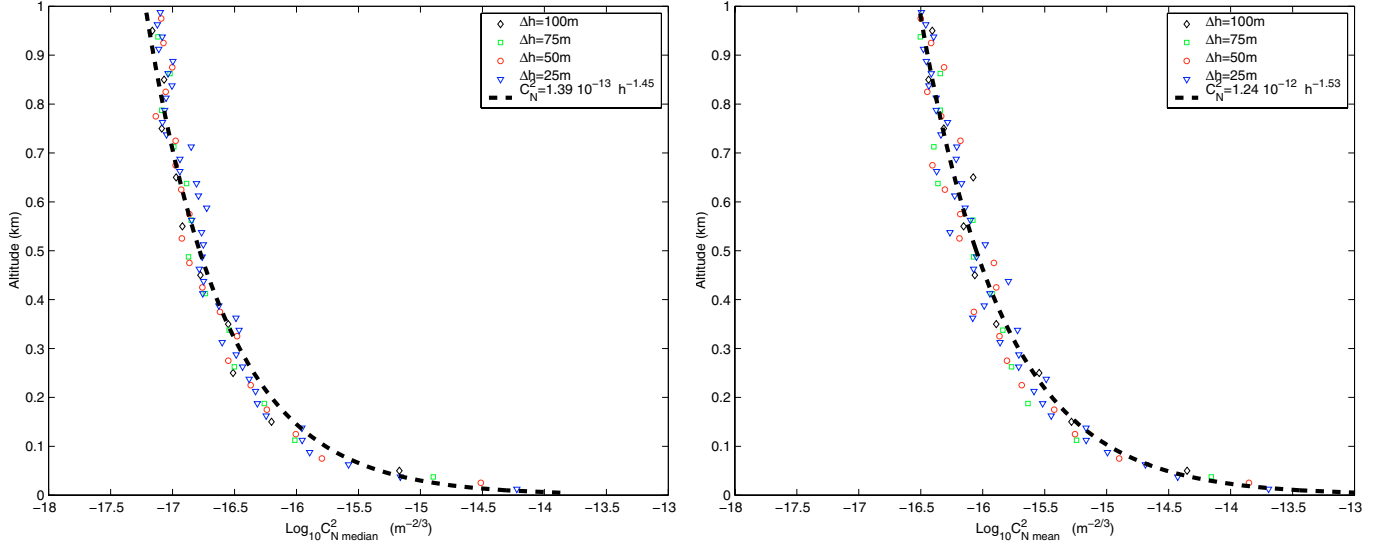 1
0.9
0.8
0.7
0.6
0.5
0.4
0.3
0.2
0.1
0
Altitude (km)
−18 −17.5 −17 −16.5 −16 −15.5 −15 −14.5 −14 −13.5 −13
Log10C2N median (m−2/3)
Δh=100m
Δh=75m
Δh=50m
Δh=25m
C2N=1.39 10−13 h−1.45
1
0.9
0.8
0.7
0.6
0.5
0.4
0.3
0.2
0.1
0
Altitude (km)
−18 −17.5 −17 −16.5 −16 −15.5 −15 −14.5 −14 −13.5 −13
Log10C2N mean (m−2/3)
Δh=100m
Δh=75m
Δh=50m
Δh=25m
C2N=1.24 10−12 h−1.53